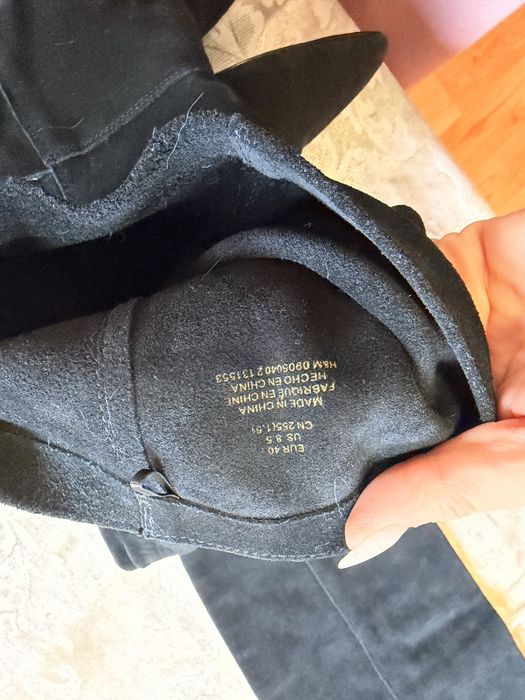 EUR 40
US 8.5
CN 255(1.5)
MADE IN CHINA
FABRIQUÉ EN CHINE
HECHO EN CHINA
H&M 0905040 2 131553